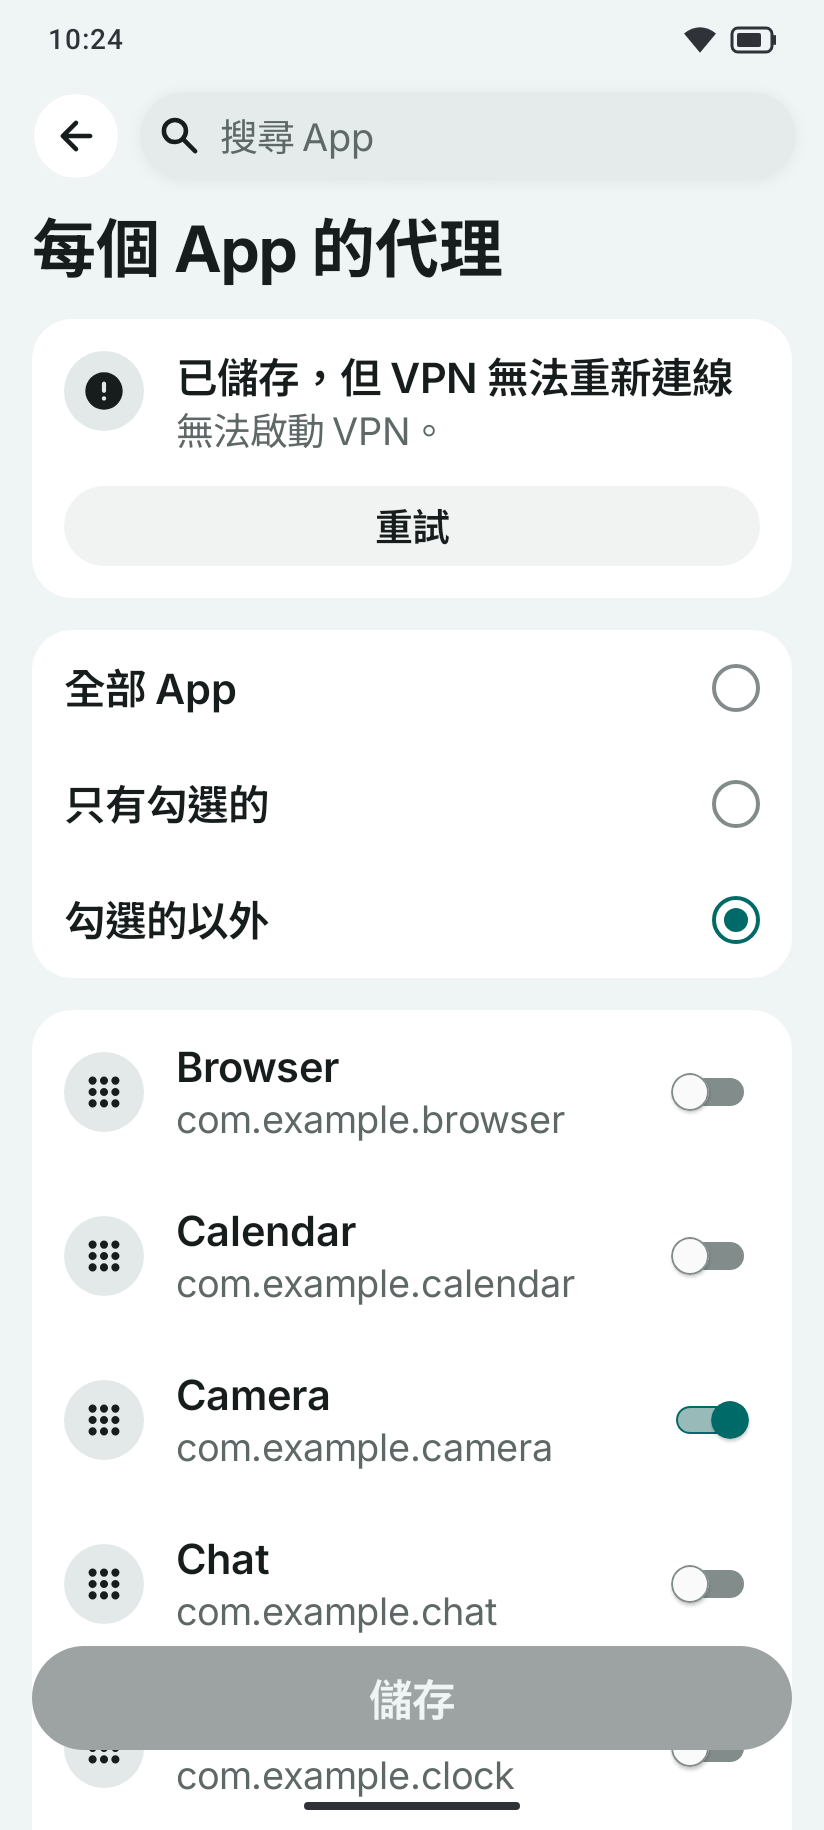 10:24
搜尋 App
每個 App 的代理
已儲存，但 VPN 無法重新連線
無法啟動 VPN。
重試
全部 App
只有勾選的
勾選的以外
Browser
com.example.browser
Calendar
com.example.calendar
Camera
com.example.camera
Chat
com.example.chat
儲存
com.example.clock